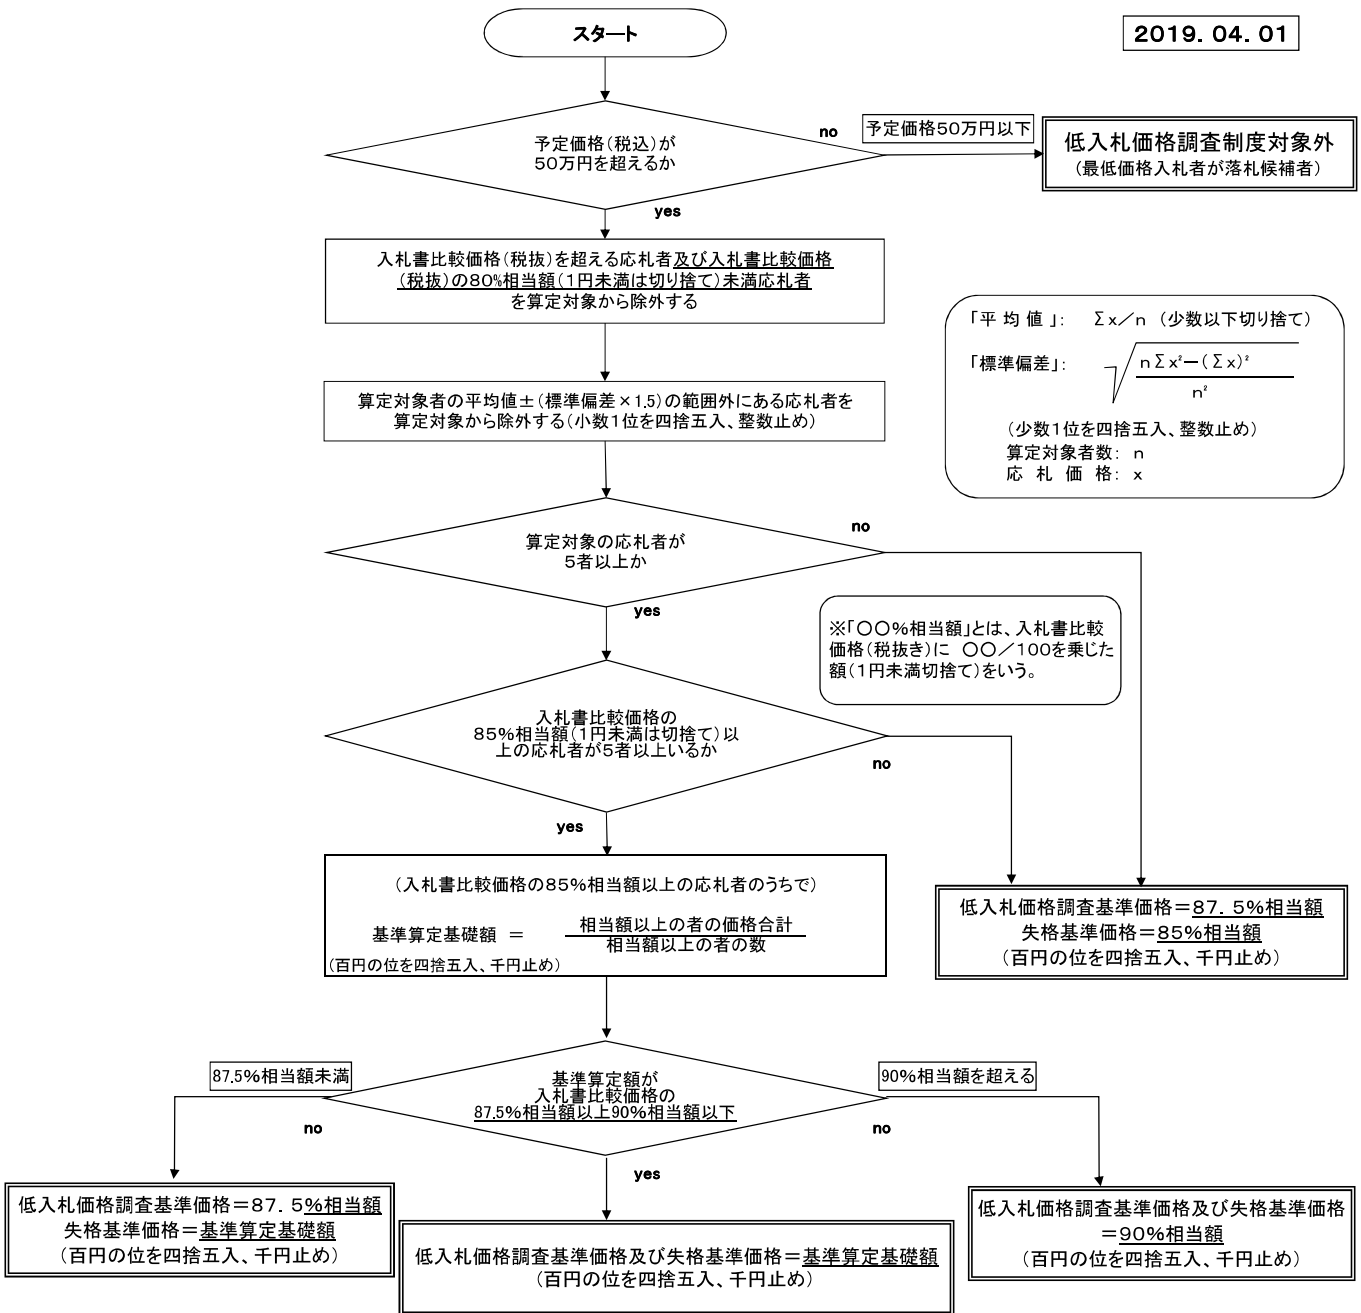 スタート
2019．04．01
予定価格（税込）が
50万円を超えるか
no
予定価格50万円以下
低入札価格調査制度対象外
（最低価格入札者が落札候補者）
yes
入札書比較価格（税抜）を超える応札者及び入札書比較価格
（税抜）の80%相当額（1円未満は切り捨て）未満応札者
を算定対象から除外する
「平 均 値 」： Σx／n （少数以下切り捨て）
「標準偏差」： √ nΣx²－（Σx）²
n²
（少数1位を四捨五入、整数止め）
算定対象者数： n
応 札 価 格： x
算定対象者の平均値±（標準偏差×1.5）の範囲外にある応札者を
算定対象から除外する（小数1位を四捨五入、整数止め）
算定対象の応札者が
5者以上か
no
yes
※「〇〇%相当額」とは、入札書比較
価格（税抜き）に 〇〇／100を乗じた
額（1円未満切捨て）をいう。
入札書比較価格の
85%相当額（1円未満は切捨て）以
上の応札者が5者以上いるか
no
yes
（入札書比較価格の85%相当額以上の応札者のうちで）
基準算定基礎額 ＝ 相当額以上の者の価格合計
相当額以上の者の数
（百円の位を四捨五入、千円止め）
低入札価格調査基準価格＝87．5%相当額
失格基準価格＝85%相当額
（百円の位を四捨五入、千円止め）
87.5%相当額未満
基準算定額が
入札書比較価格の
87.5%相当額以上90%相当額以下
90%相当額を超える
no
no
yes
低入札価格調査基準価格＝87．5%相当額
失格基準価格＝基準算定基礎額
（百円の位を四捨五入、千円止め）
低入札価格調査基準価格及び失格基準価格＝基準算定基礎額
（百円の位を四捨五入、千円止め）
低入札価格調査基準価格及び失格基準価格
＝90%相当額
（百円の位を四捨五入、千円止め）